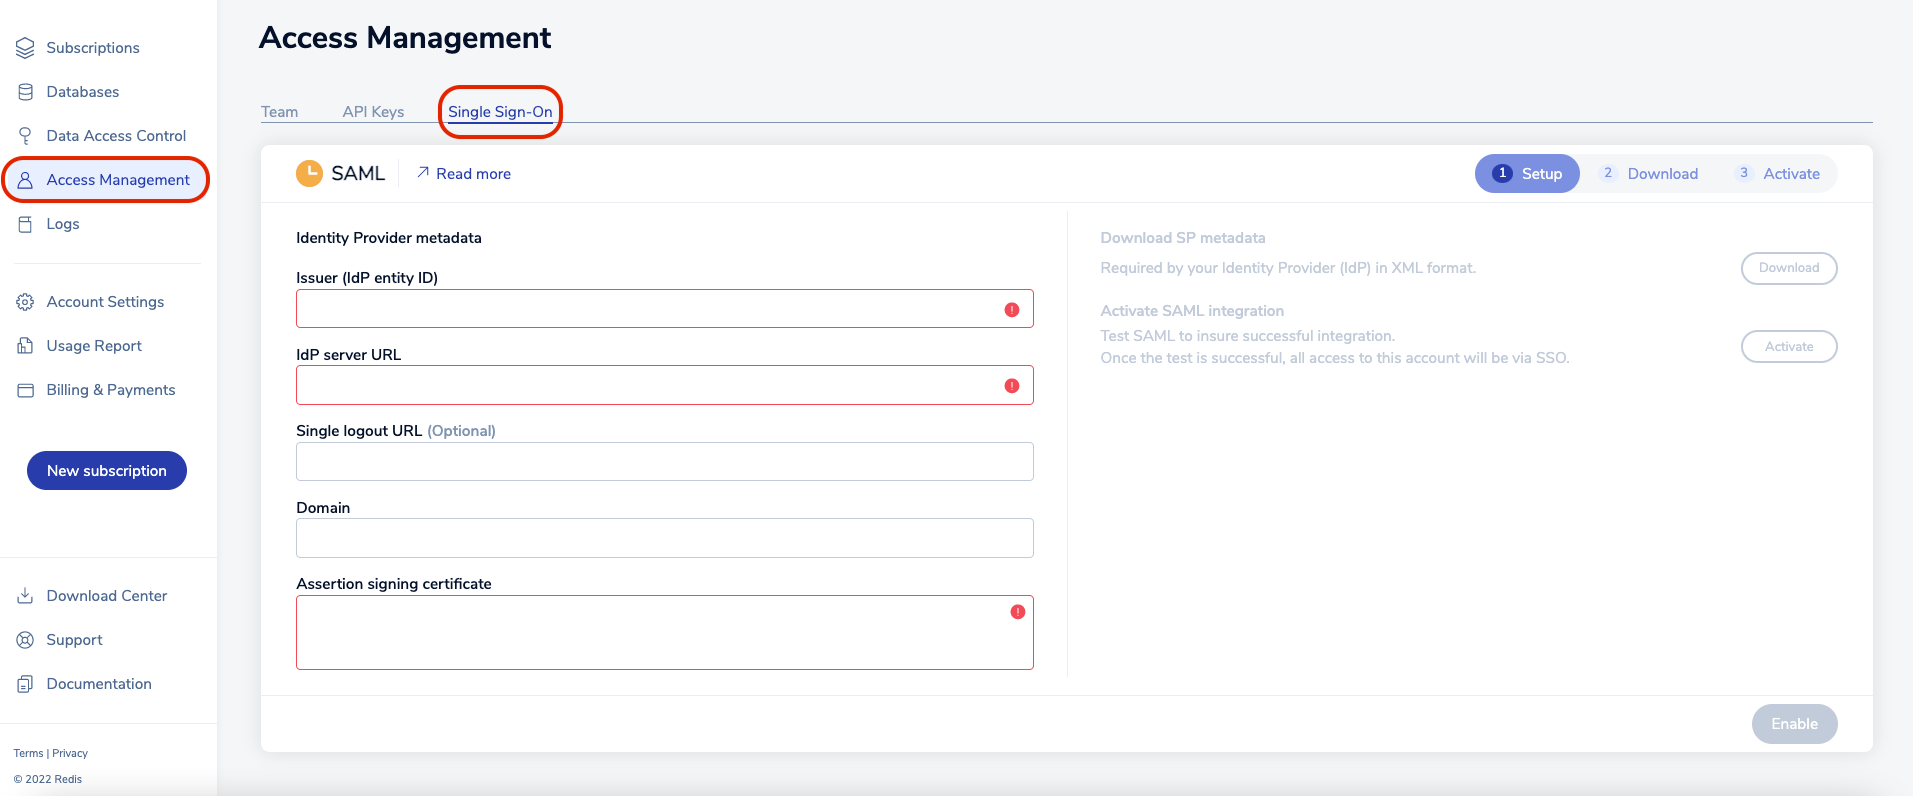 Subscriptions
Databases
Data Access Control
Access Management
Logs
Account Settings
Usage Report
Billing & Payments
New subscription
Download Center
Support
Documentation
Terms | Privacy
© 2022 Redis
Access Management
Team
API Keys
Single Sign-On
SAML
Read more
1 Setup
2 Download
3 Activate
Identity Provider metadata
Issuer (IdP entity ID)
IdP server URL
Single logout URL (Optional)
Domain
Assertion signing certificate
Download SP metadata
Required by your Identity Provider (IdP) in XML format.
Download
Activate SAML integration
Test SAML to insure successful integration.
Once the test is successful, all access to this account will be via SSO.
Activate
Enable